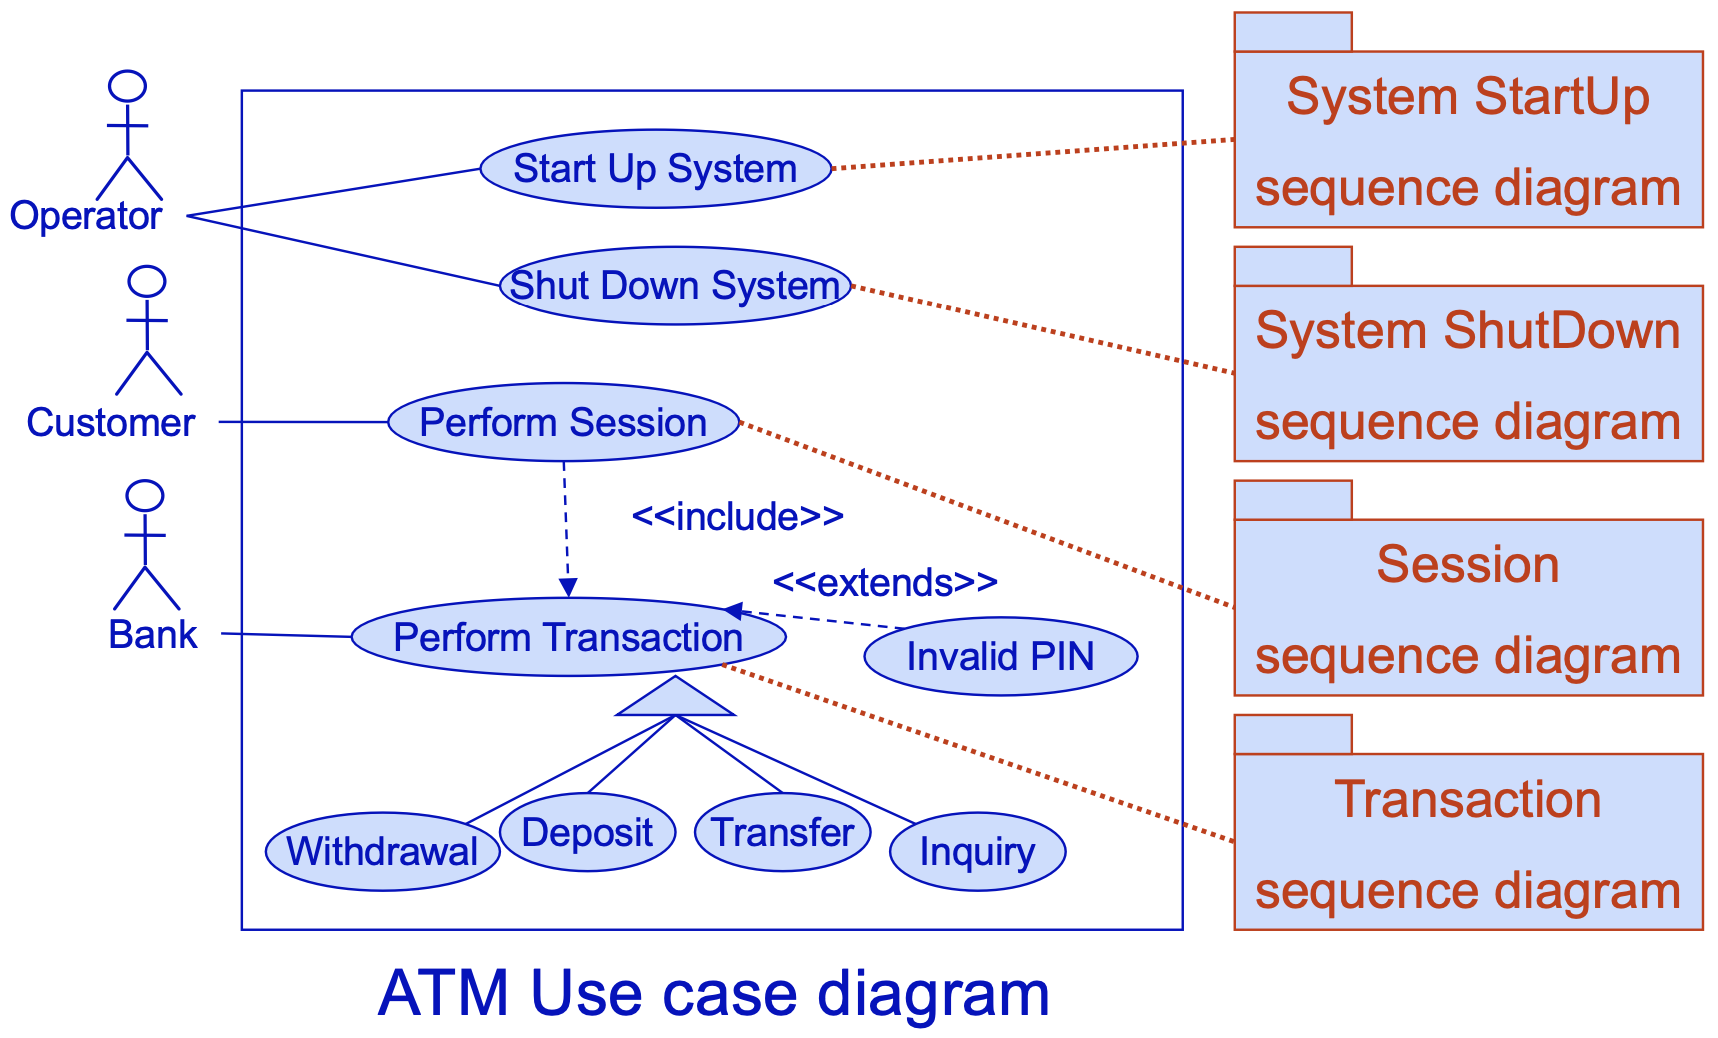 System StartUp
sequence diagram
Start Up System
Operator
Shut Down System
System ShutDown
sequence diagram
Customer
Perform Session
<<include>>
Session
sequence diagram
<<extends>>
Bank
Perform Transaction
Invalid PIN
Transaction
sequence diagram
Withdrawal
Deposit
Transfer
Inquiry
ATM Use case diagram